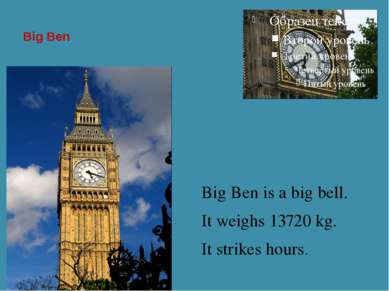 Big Ben
Образец текста
Второй уровень
Третий уровень
Четвертый уровень
Пятый уровень
Big Ben is a big bell.
It weighs 13720 kg.
It strikes hours.